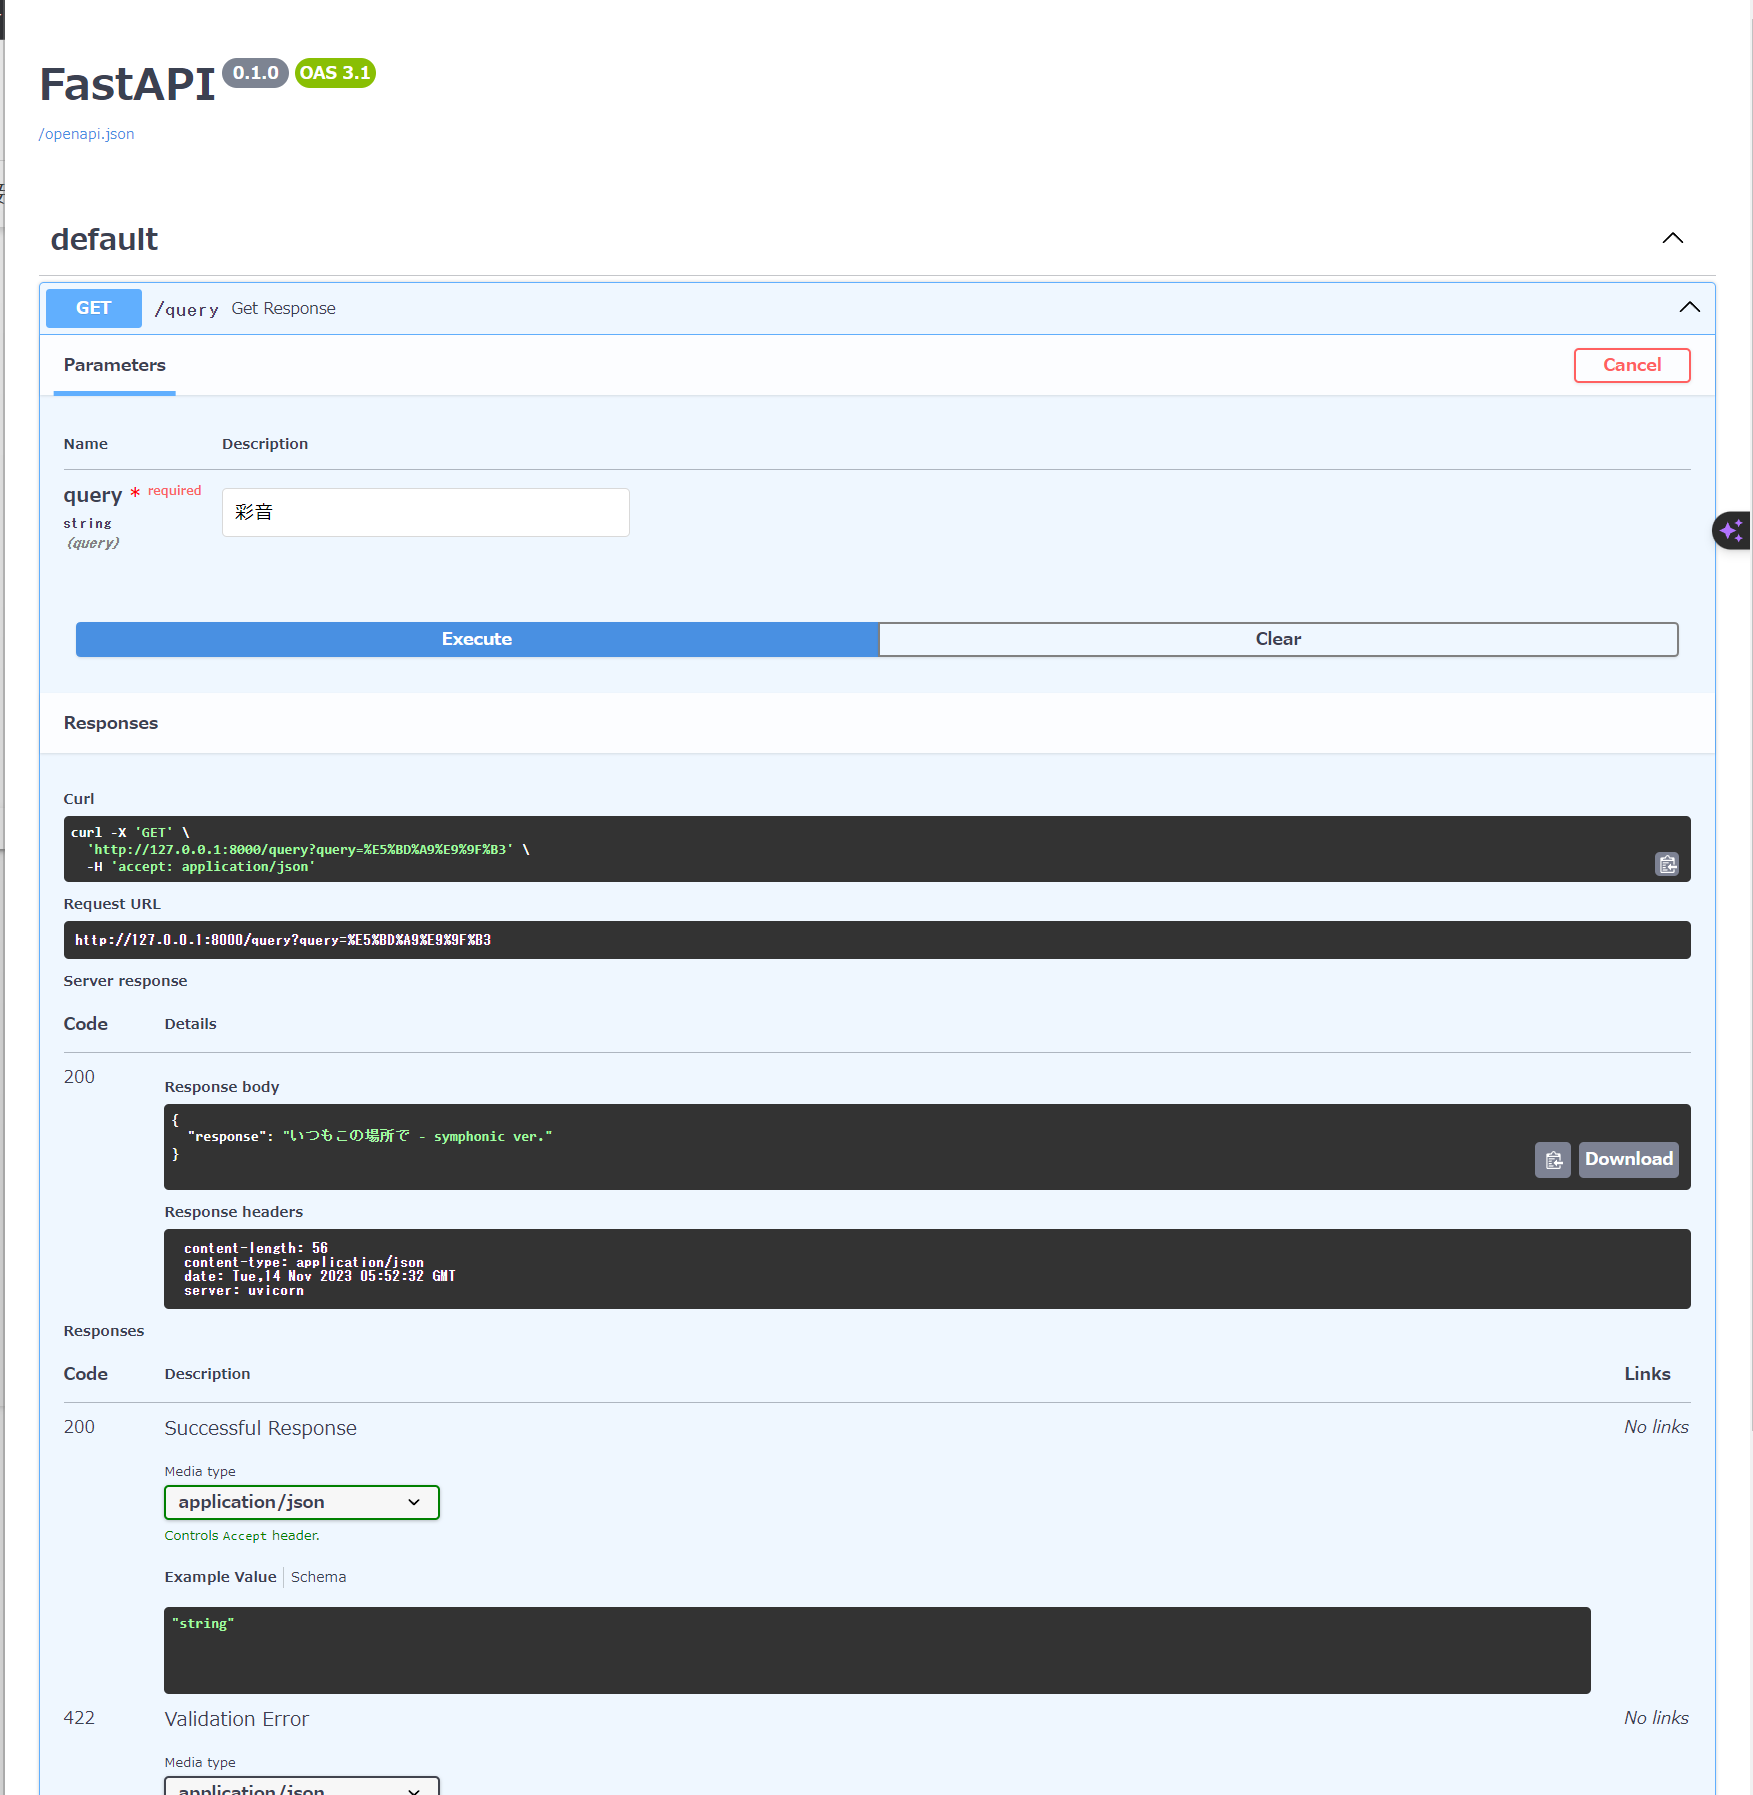 FastAPI 0.1.0 OAS 3.1
/openapi.json
default
GET /query Get Response
Parameters
Cancel
Name Description
query * required
string
(query)
彩音
Execute
Clear
Responses
Curl
curl -X 'GET' \
'http://127.0.0.1:8000/query?query=%E5%BD%A9%E9%9F%B3' \
-H 'accept: application/json'
Request URL
http://127.0.0.1:8000/query?query=%E5%BD%A9%E9%9F%B3
Server response
Code Details
200
Response body
{
"response": "いつもこの場所で - symphonic ver."
}
Download
Response headers
content-length: 56
content-type: application/json
date: Tue,14 Nov 2023 05:52:32 GMT
server: uvicorn
Responses
Code Description Links
200 Successful Response No links
Media type
application/json
Controls Accept header.
Example Value Schema
"string"
422 Validation Error No links
Media type
application/json